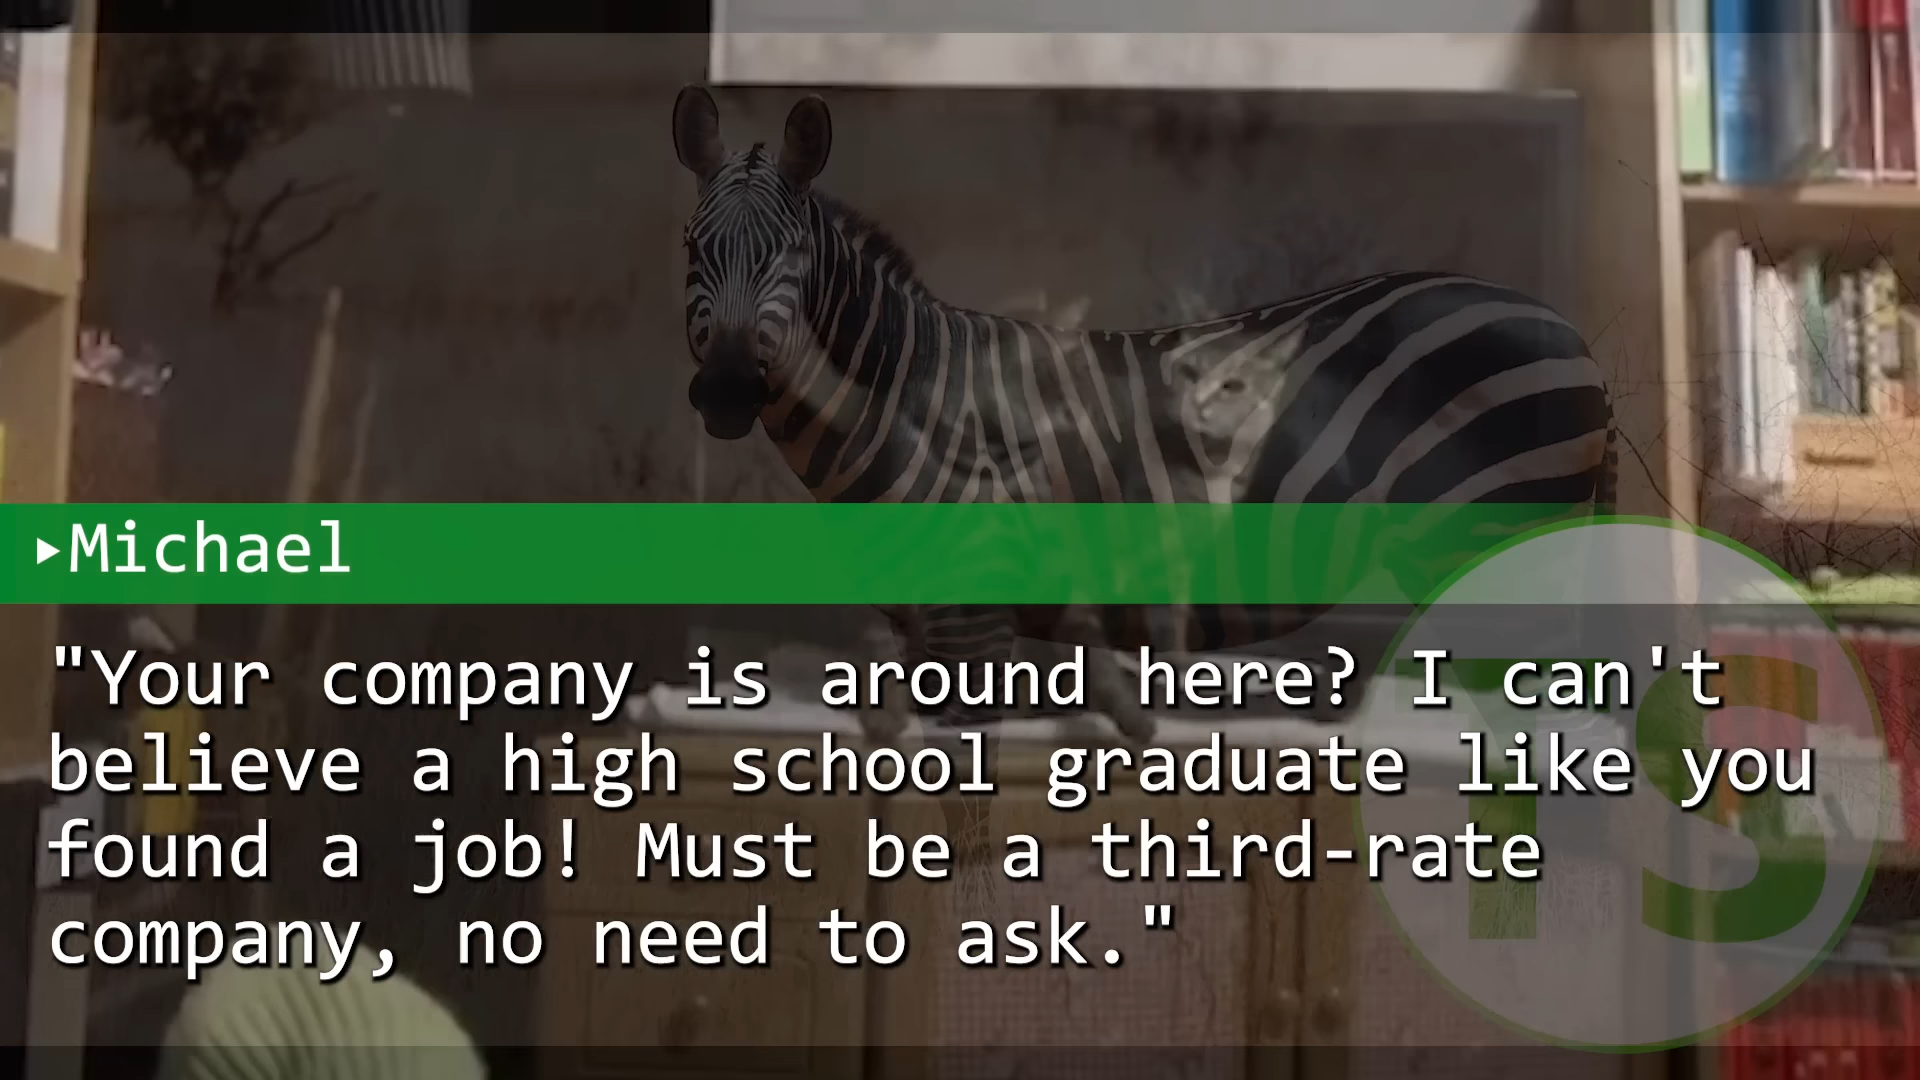 ▶Michael
"Your company is around here? I can't
believe a high school graduate like you
found a job! Must be a third-rate
company, no need to ask."
TS